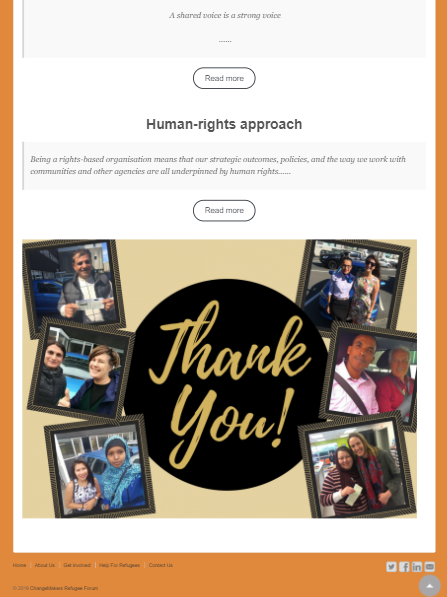 A shared voice is a strong voice
......
Read more
Human-rights approach
Being a rights-based organisation means that our strategic outcomes, policies, and the way we work with
communities and other agencies are all underpinned by human rights......
Read more
Thank
You!
Home | About Us | Get Involved | Help For Refugees | Contact Us
© 2018 ChangeMakers Refugee Forum